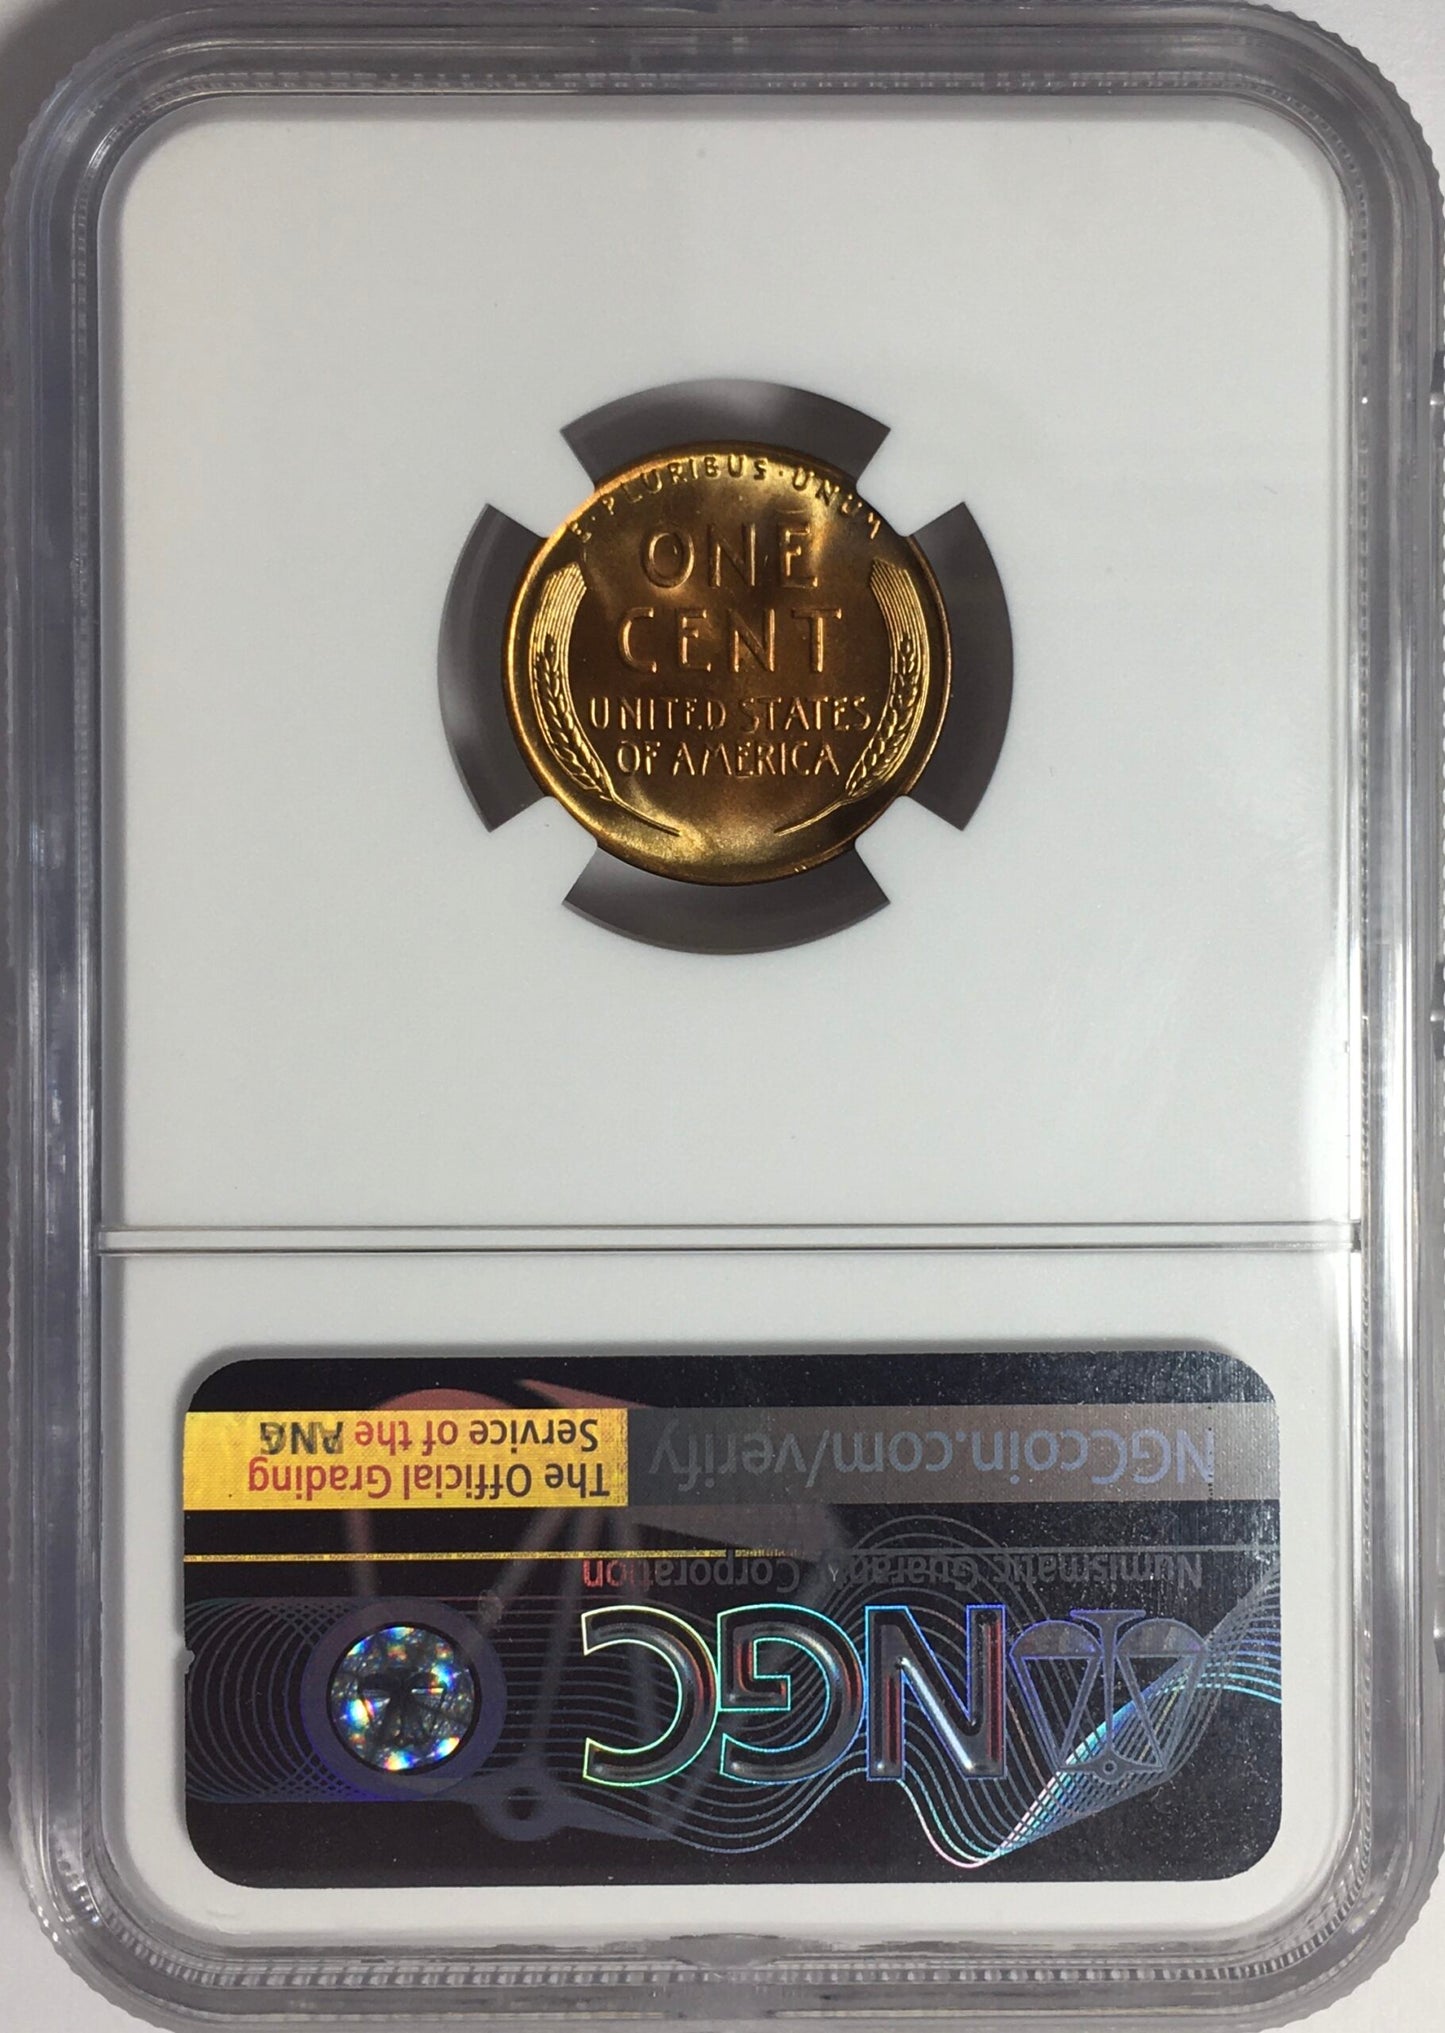 E·PLURIBUS·UNUM
ONE
CENT
UNITED STATES
OF AMERICA
NGC
Numismatic Guaranty Corporation
NGCcoin.com/verify
The Official Grading
Service of the ANA